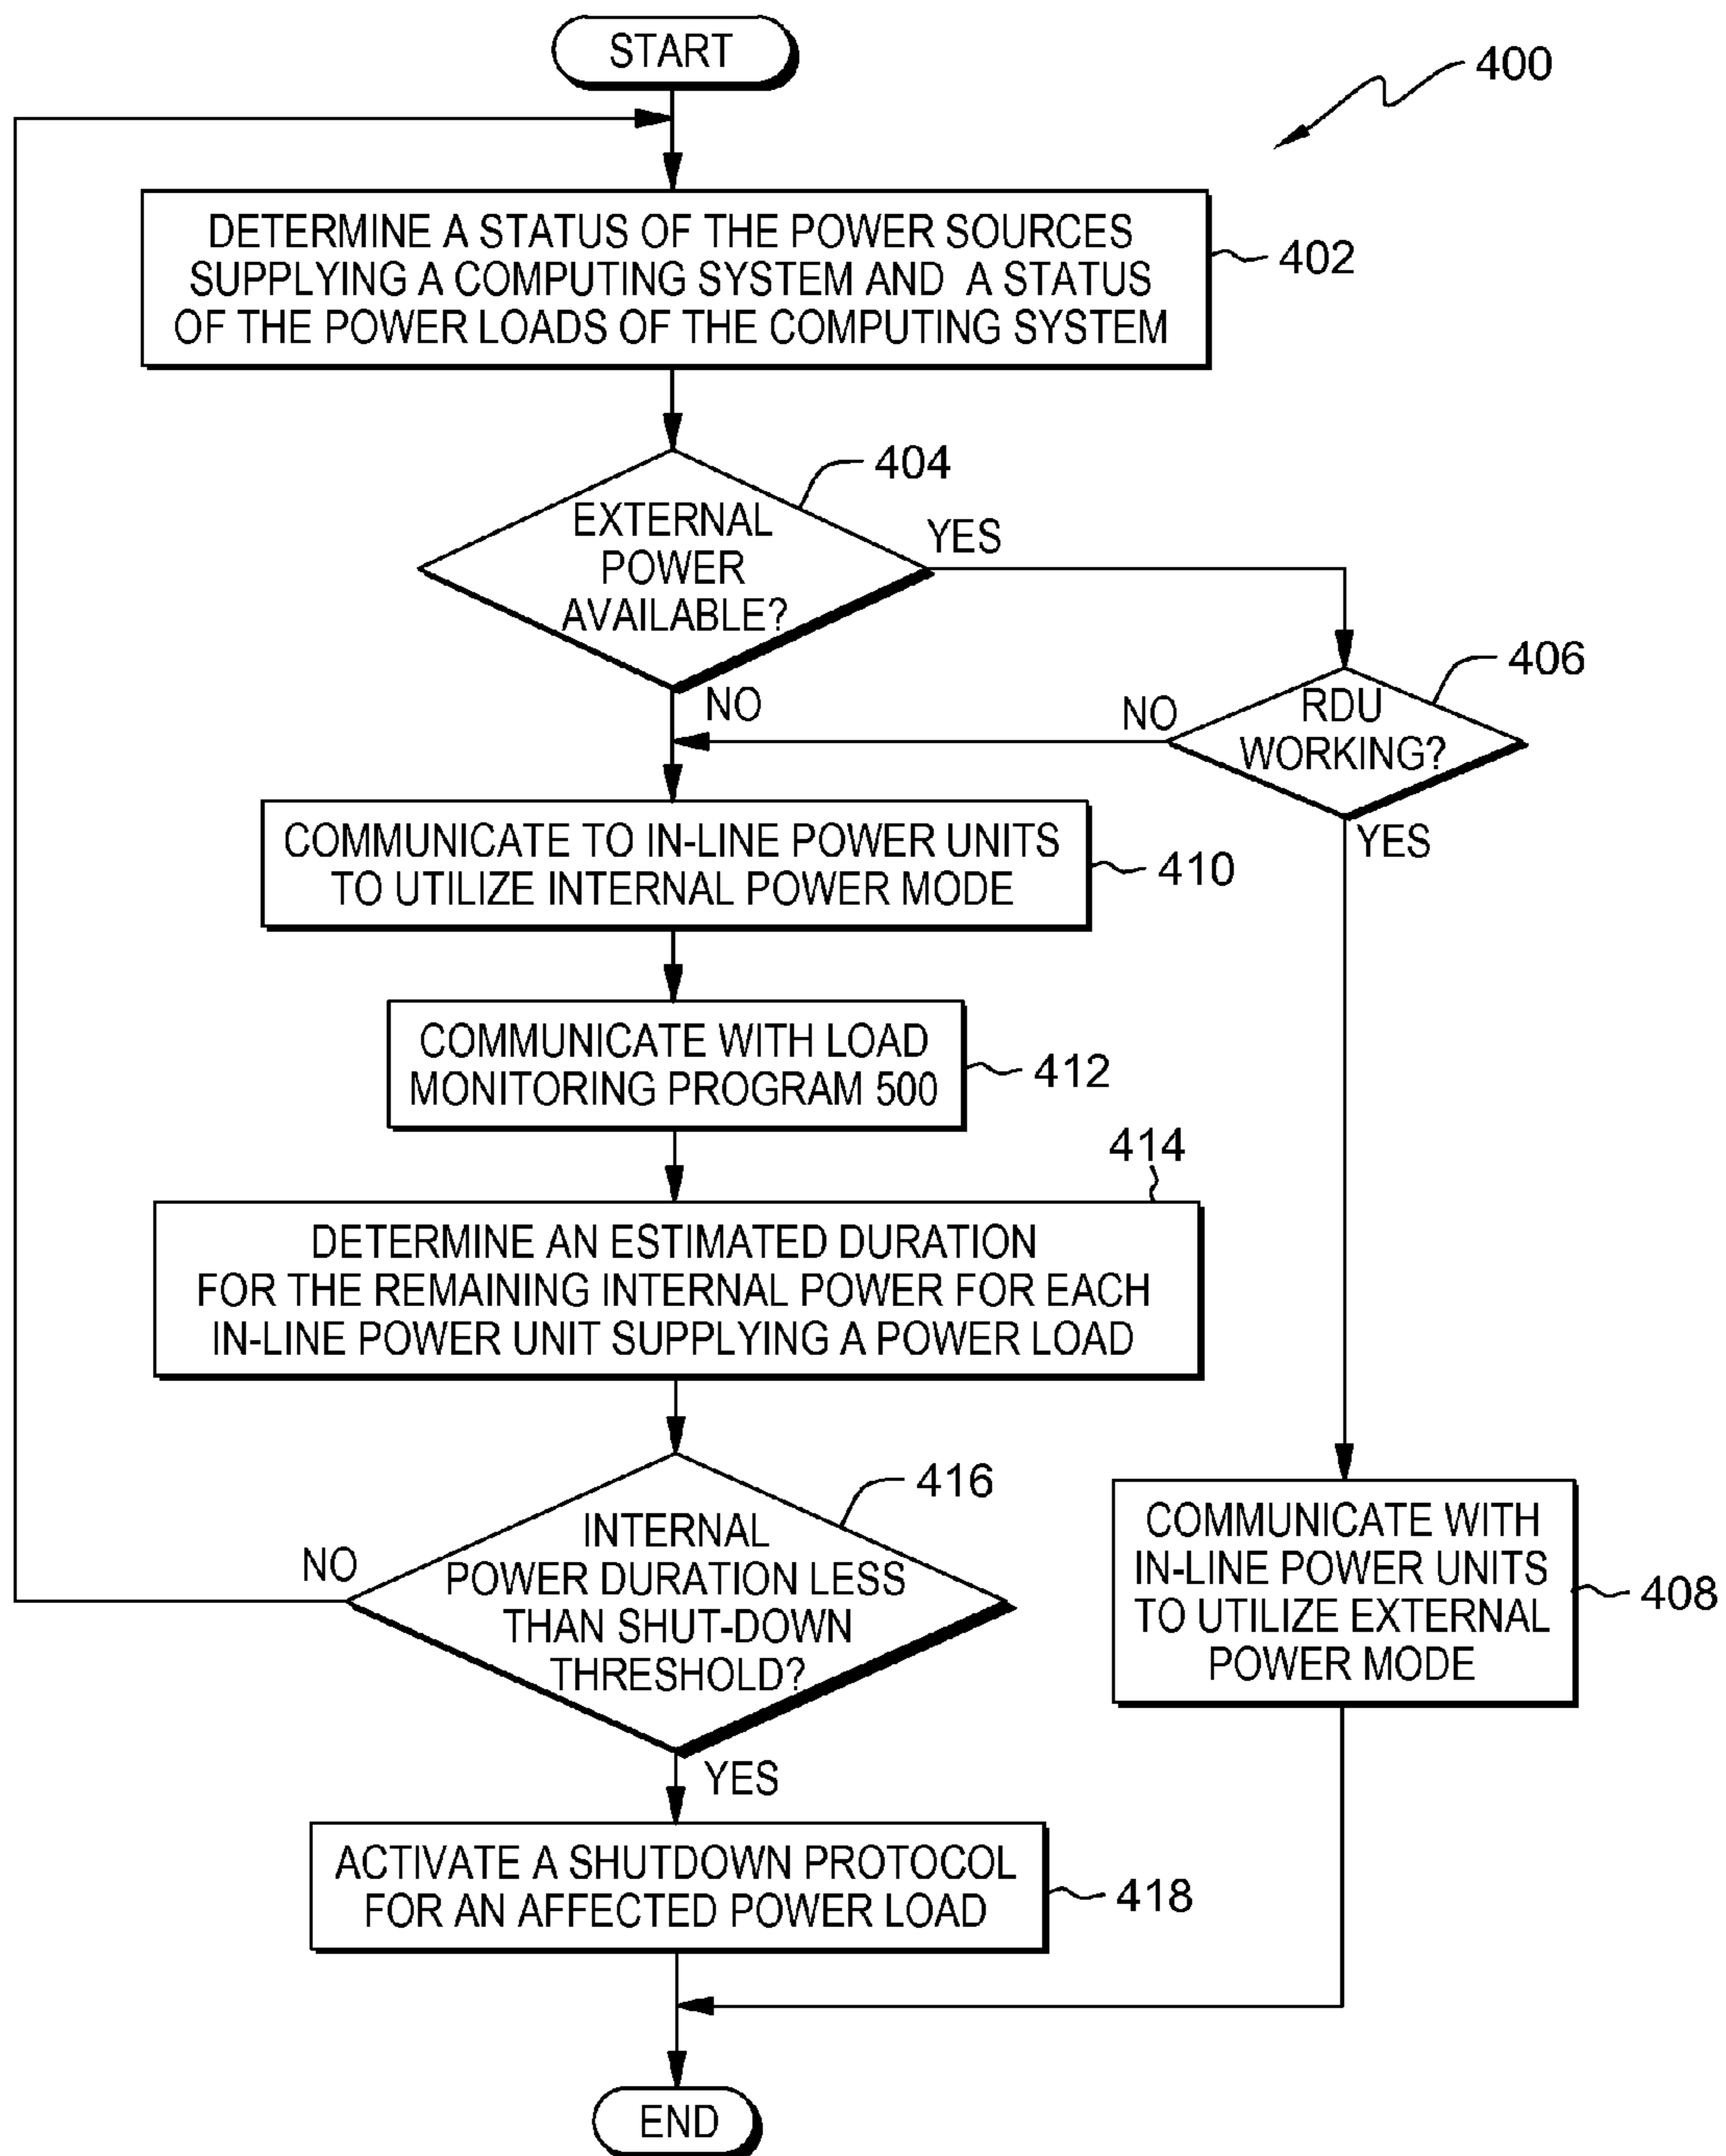 START
400
DETERMINE A STATUS OF THE POWER SOURCES
SUPPLYING A COMPUTING SYSTEM AND A STATUS
OF THE POWER LOADS OF THE COMPUTING SYSTEM
402
404
EXTERNAL
POWER
AVAILABLE?
YES
NO
406
RDU
WORKING?
NO
YES
COMMUNICATE TO IN-LINE POWER UNITS
TO UTILIZE INTERNAL POWER MODE
410
COMMUNICATE WITH LOAD
MONITORING PROGRAM 500
412
414
DETERMINE AN ESTIMATED DURATION
FOR THE REMAINING INTERNAL POWER FOR EACH
IN-LINE POWER UNIT SUPPLYING A POWER LOAD
416
INTERNAL
POWER DURATION LESS
THAN SHUT-DOWN
THRESHOLD?
NO
YES
COMMUNICATE WITH
IN-LINE POWER UNITS
TO UTILIZE EXTERNAL
POWER MODE
408
ACTIVATE A SHUTDOWN PROTOCOL
FOR AN AFFECTED POWER LOAD
418
END